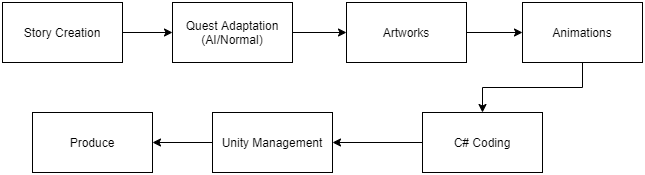 Story Creation
Quest Adaptation
(AI/Normal)
Artworks
Animations
C# Coding
Unity Management
Produce